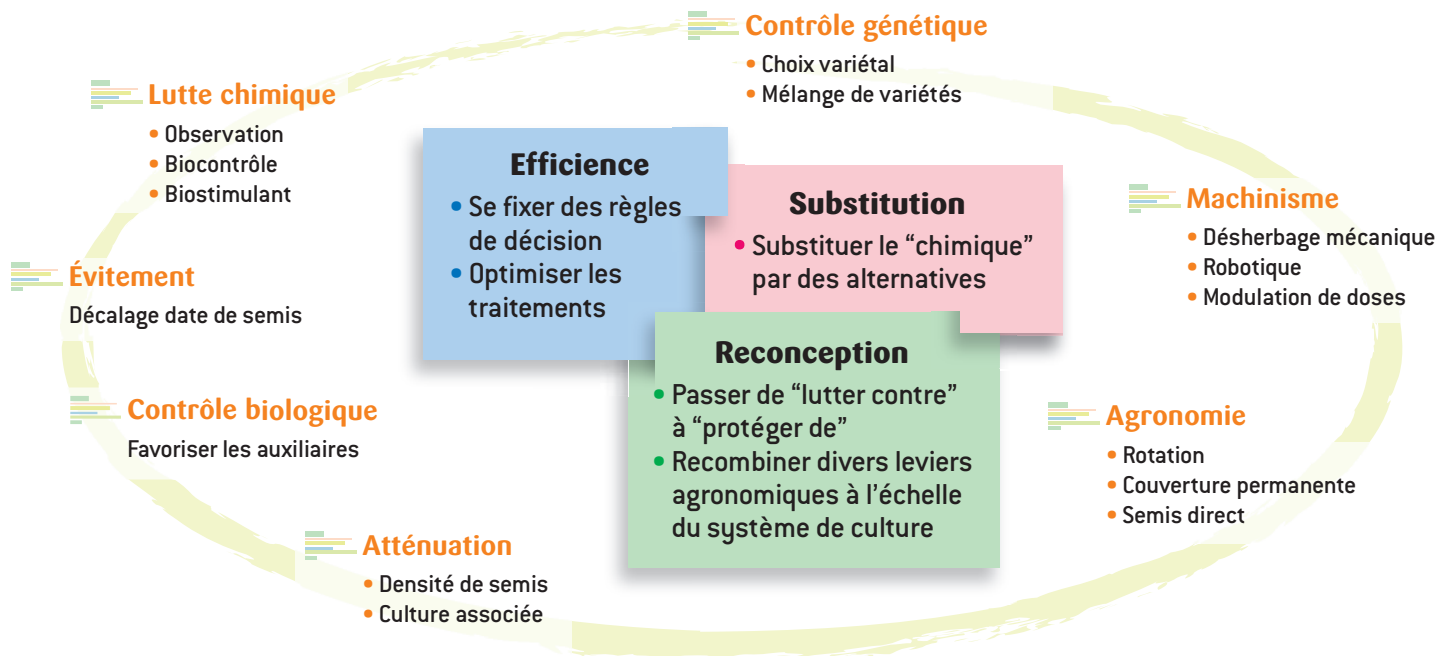 Contrôle génétique
• Choix variétal
• Mélange de variétés
Lutte chimique
• Observation
• Biocontrôle
• Biostimulant
Efficience
• Se fixer des règles
de décision
• Optimiser les
traitements
Substitution
• Substituer le “chimique”
par des alternatives
Machinisme
• Désherbage mécanique
• Robotique
• Modulation de doses
Évitement
Décalage date de semis
Reconception
• Passer de “lutter contre”
à “protéger de”
• Recombiner divers leviers
agronomiques à l’échelle
du système de culture
Contrôle biologique
Favoriser les auxiliaires
Agronomie
• Rotation
• Couverture permanente
• Semis direct
Atténuation
• Densité de semis
• Culture associée